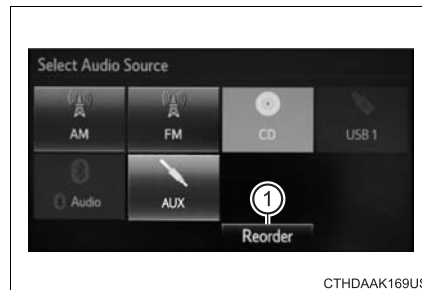 Select Audio Source
AM FM CD USB 1
Audio AUX
1
Reorder
CTHDAAK169US